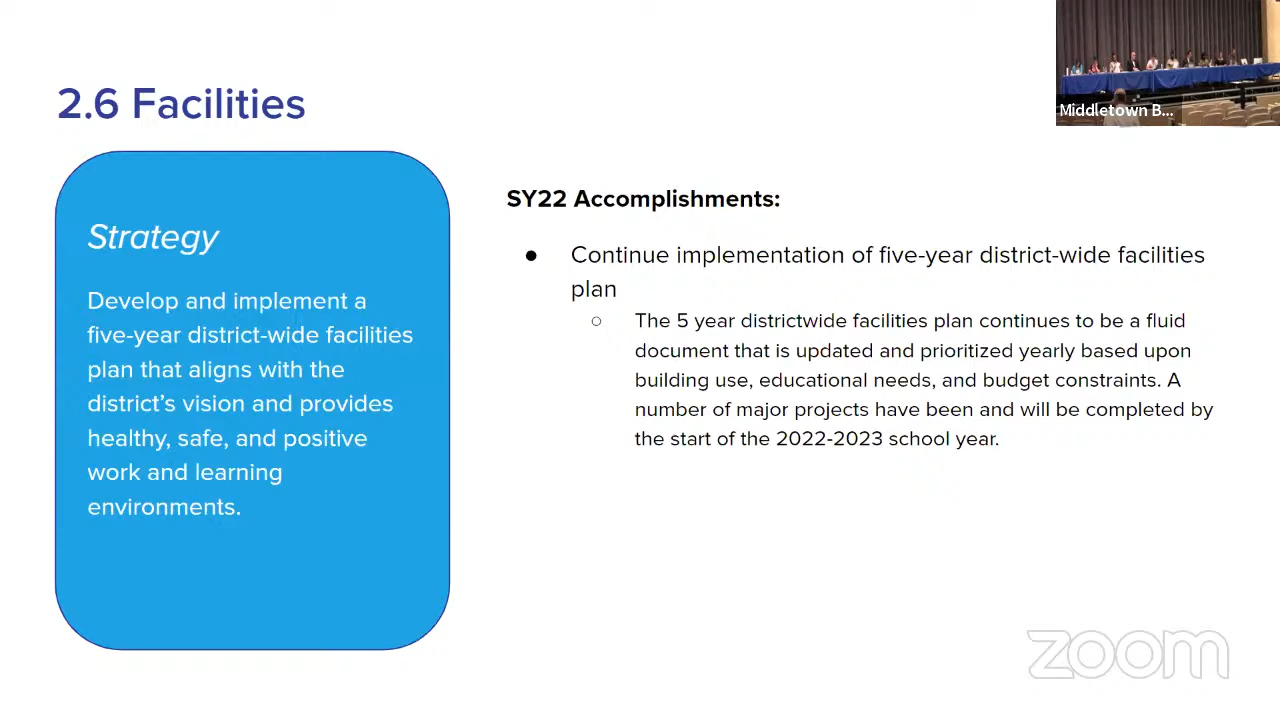 2.6 Facilities
Middletown B...
Strategy
Develop and implement a
five-year district-wide facilities
plan that aligns with the
district's vision and provides
healthy, safe, and positive
work and learning
environments.
SY22 Accomplishments:
● Continue implementation of five-year district-wide facilities
plan
○ The 5 year districtwide facilities plan continues to be a fluid
document that is updated and prioritized yearly based upon
building use, educational needs, and budget constraints. A
number of major projects have been and will be completed by
the start of the 2022-2023 school year.
zoom